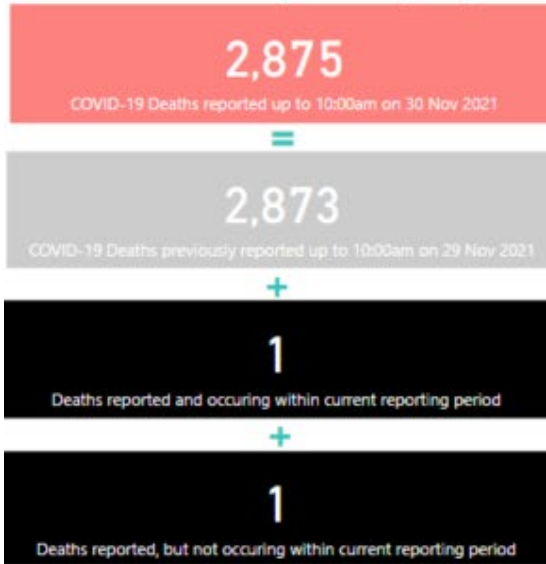 2,875
COVID-19 Deaths reported up to 10:00am on 30 Nov 2021
=
2,873
COVID-19 Deaths previously reported up to 10:00am on 29 Nov 2021
+
1
Deaths reported and occuring within current reporting period
+
1
Deaths reported, but not occuring within current reporting period